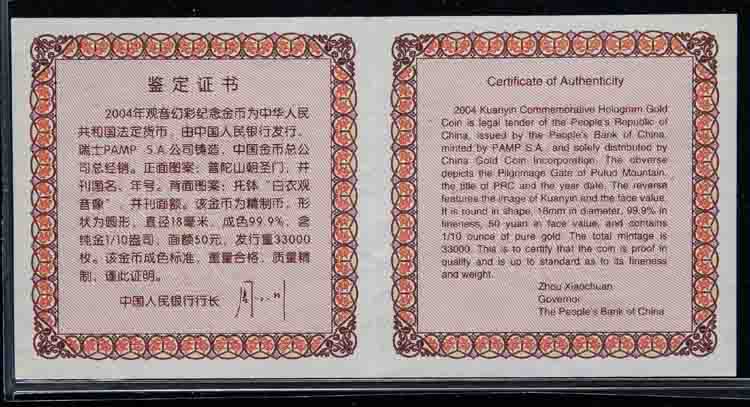 鉴定证书
2004年观音幻彩纪念金币为中华人民
共和国法定货币，由中国人民银行发行，
瑞士PAMP S.A.公司铸造，中国金币总公
司总经销。正面图案：普陀山朝圣门，并
刊国名、年号。背面图案：托钵“白衣观
音像”，并刊面额。该金币为精制币，形
状为圆形，直径18毫米，成色99.9%，含
纯金1/10盎司，面额50元，发行量33000
枚。该金币成色标准，重量合格，质量精
制，谨此证明。
中国人民银行行长
Certificate of Authenticity
2004 Kuanyin Commemorative Hologram Gold
Coin is legal tender of the People's Republic of
China, issued by the People's Bank of China,
minted by PAMP S.A., and solely distributed by
China Gold Coin Incorporation. The obverse
depicts the Pilgrimage Gate of Putuo Mountain,
the title of PRC and the year date. The reverse
features the image of Kuanyin and the face value.
It is round in shape, 18mm in diameter, 99.9% in
fineness, 50 yuan in face value, and contains
1/10 ounce of pure gold. The total mintage is
33000. This is to certify that the coin is proof in
quality and is up to standard as to its fineness
and weight.
Zhou Xiaochuan
Governor
The People's Bank of China